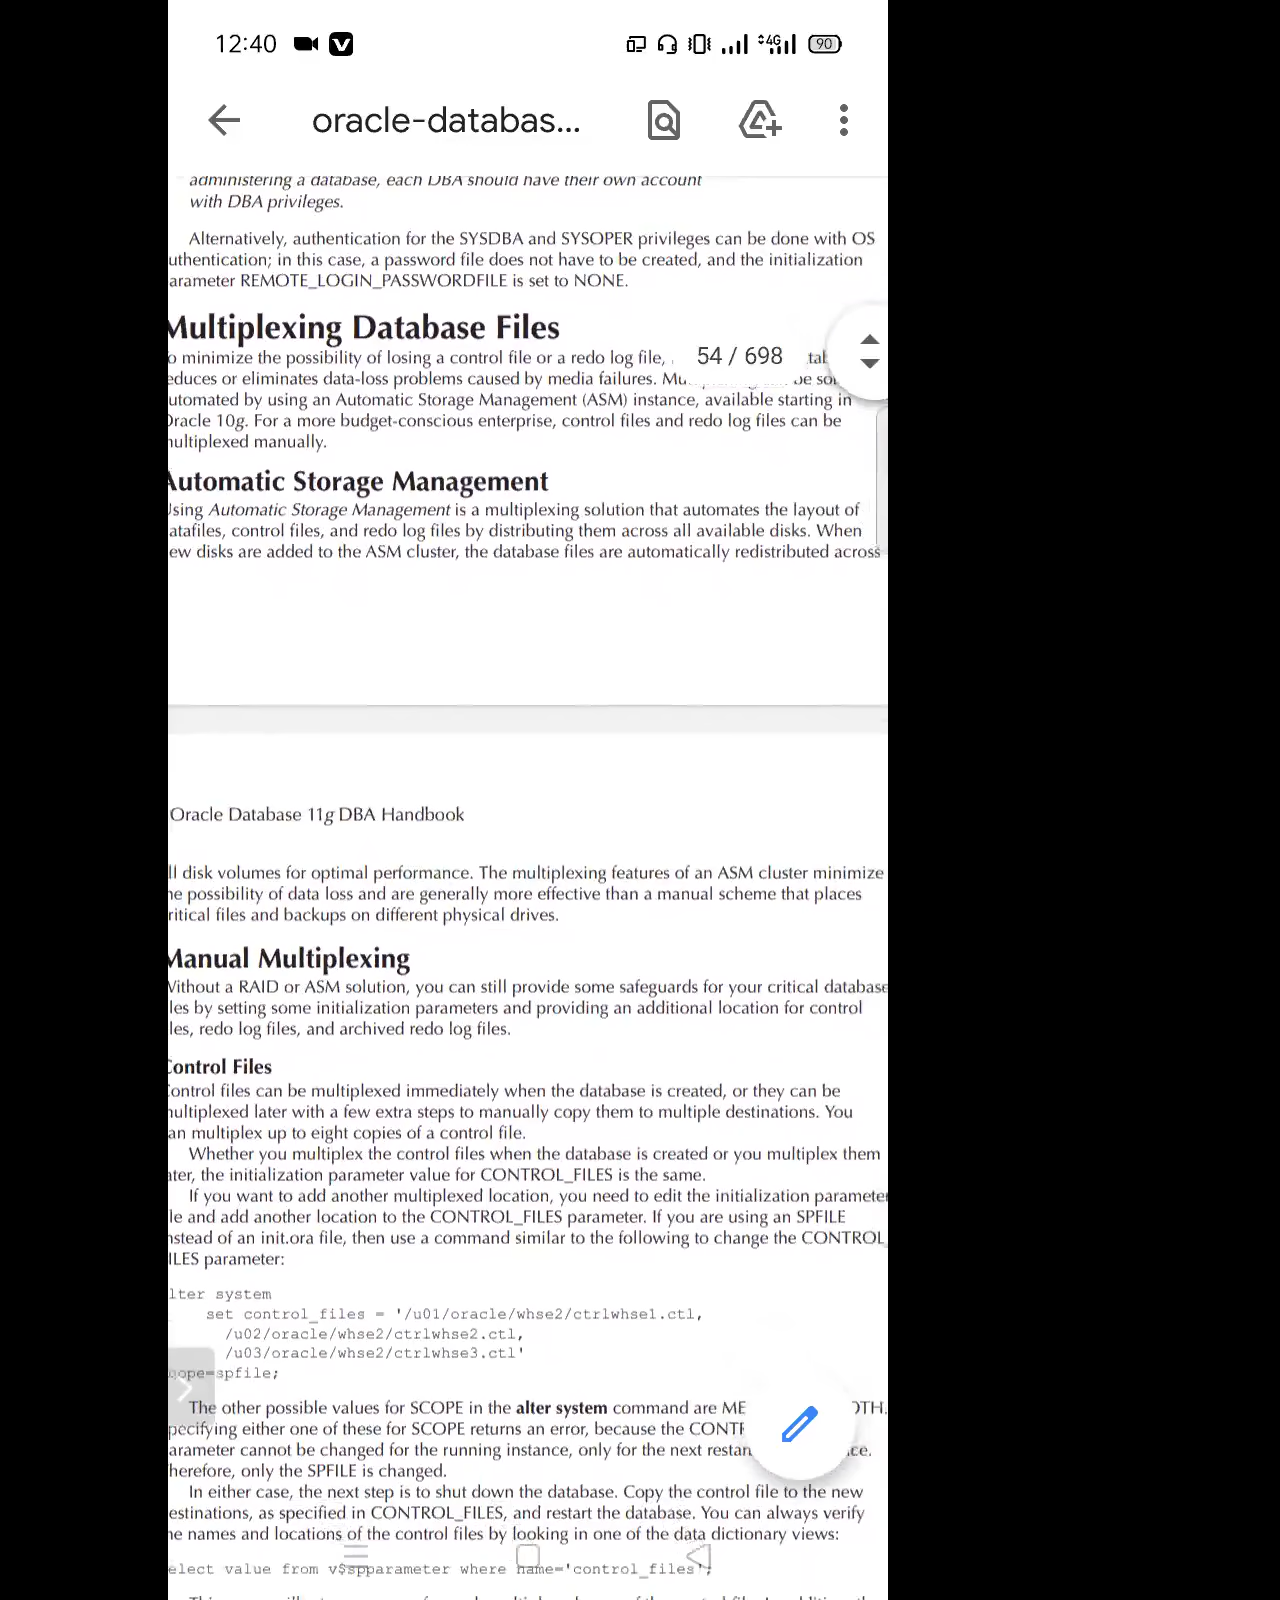 12:40
4G
90
oracle-databas...
administering a database, each DBA should have their own account
with DBA privileges.
Alternatively, authentication for the SYSDBA and SYSOPER privileges can be done with OS
uthentication; in this case, a password file does not have to be created, and the initialization
arameter REMOTE_LOGIN_PASSWORDFILE is set to NONE.
Multiplexing Database Files
o minimize the possibility of losing a control file or a redo log file,
54 / 698
educes or eliminates data-loss problems caused by media failures.
utomated by using an Automatic Storage Management (ASM) instance, available starting in
Oracle 10g. For a more budget-conscious enterprise, control files and redo log files can be
multiplexed manually.
Automatic Storage Management
Using Automatic Storage Management is a multiplexing solution that automates the layout of
atafiles, control files, and redo log files by distributing them across all available disks. When
ew disks are added to the ASM cluster, the database files are automatically redistributed across
Oracle Database 11g DBA Handbook
ll disk volumes for optimal performance. The multiplexing features of an ASM cluster minimize
he possibility of data loss and are generally more effective than a manual scheme that places
ritical files and backups on different physical drives.
Manual Multiplexing
Without a RAID or ASM solution, you can still provide some safeguards for your critical database
les by setting some initialization parameters and providing an additional location for control
les, redo log files, and archived redo log files.
Control Files
Control files can be multiplexed immediately when the database is created, or they can be
multiplexed later with a few extra steps to manually copy them to multiple destinations. You
an multiplex up to eight copies of a control file.
Whether you multiplex the control files when the database is created or you multiplex them
ater, the initialization parameter value for CONTROL_FILES is the same.
If you want to add another multiplexed location, you need to edit the initialization parameter
le and add another location to the CONTROL_FILES parameter. If you are using an SPFILE
nstead of an init.ora file, then use a command similar to the following to change the CONTROL_
ILES parameter:
lter system
set control_files = '/u01/oracle/whse2/ctrlwhse1.ctl,
/u02/oracle/whse2/ctrlwhse2.ctl,
/u03/oracle/whse2/ctrlwhse3.ctl'
ope=spfile;
The other possible values for SCOPE in the alter system command are ME OTH.
pecifying either one of these for SCOPE returns an error, because the CONT
arameter cannot be changed for the running instance, only for the next restar ce.
herefore, only the SPFILE is changed.
In either case, the next step is to shut down the database. Copy the control file to the new
estinations, as specified in CONTROL_FILES, and restart the database. You can always verify
he names and locations of the control files by looking in one of the data dictionary views:
elect value from v$spparameter where name='control_files';